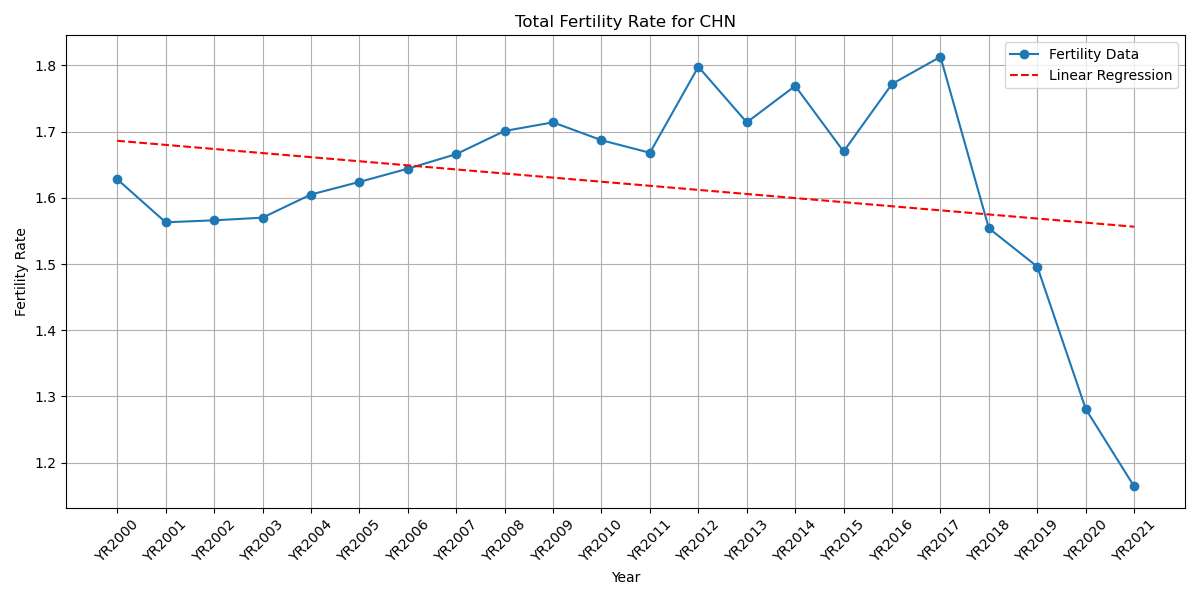 Total Fertility Rate for CHN
Fertility Data
Linear Regression
Fertility Rate
1.8
1.7
1.6
1.5
1.4
1.3
1.2
YR2000
YR2001
YR2002
YR2003
YR2004
YR2005
YR2006
YR2007
YR2008
YR2009
YR2010
YR2011
YR2012
YR2013
YR2014
YR2015
YR2016
YR2017
YR2018
YR2019
YR2020
YR2021
Year